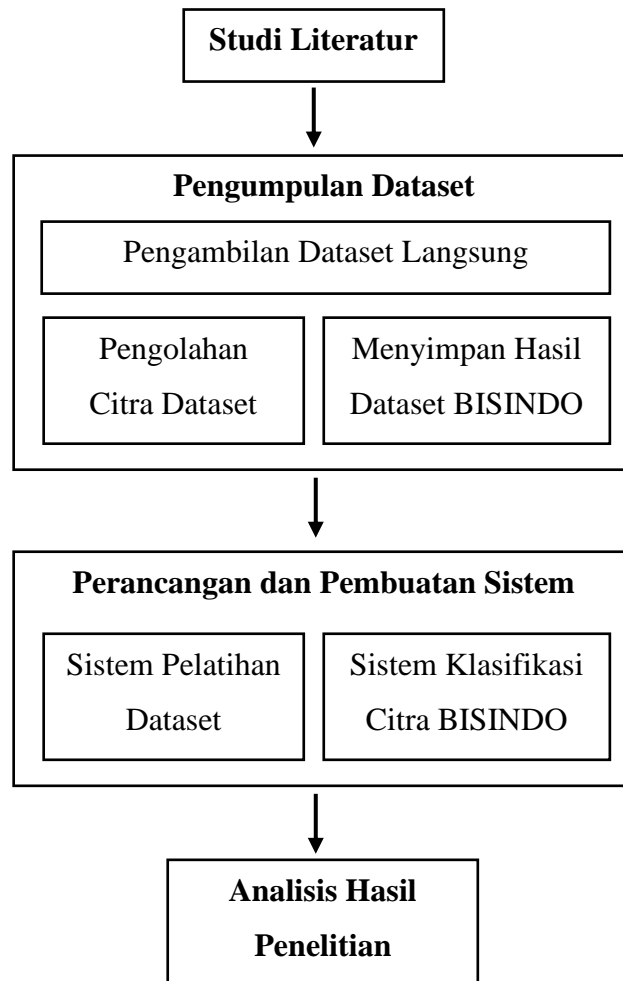 Studi Literatur
Pengumpulan Dataset
Pengambilan Dataset Langsung
Pengolahan
Citra Dataset
Menyimpan Hasil
Dataset BISINDO
Perancangan dan Pembuatan Sistem
Sistem Pelatihan
Dataset
Sistem Klasifikasi
Citra BISINDO
Analisis Hasil
Penelitian